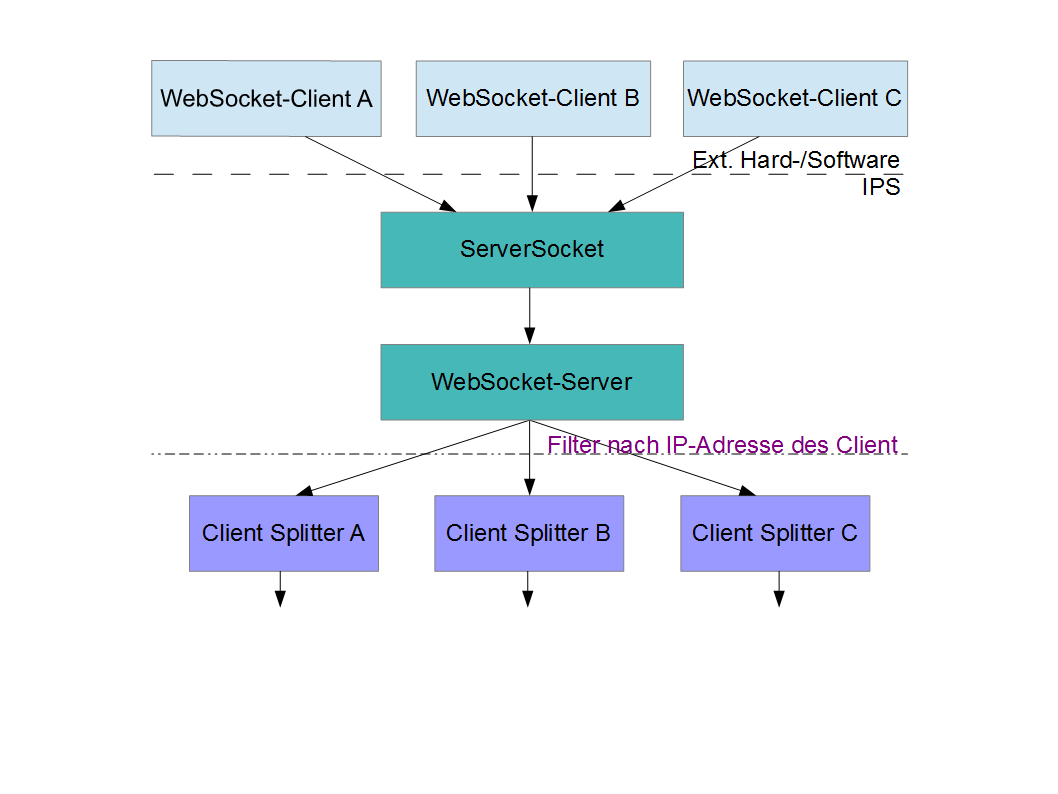 WebSocket-Client A
WebSocket-Client B
WebSocket-Client C
Ext. Hard-/Software
IPS
ServerSocket
WebSocket-Server
Filter nach IP-Adresse des Client
Client Splitter A
Client Splitter B
Client Splitter C